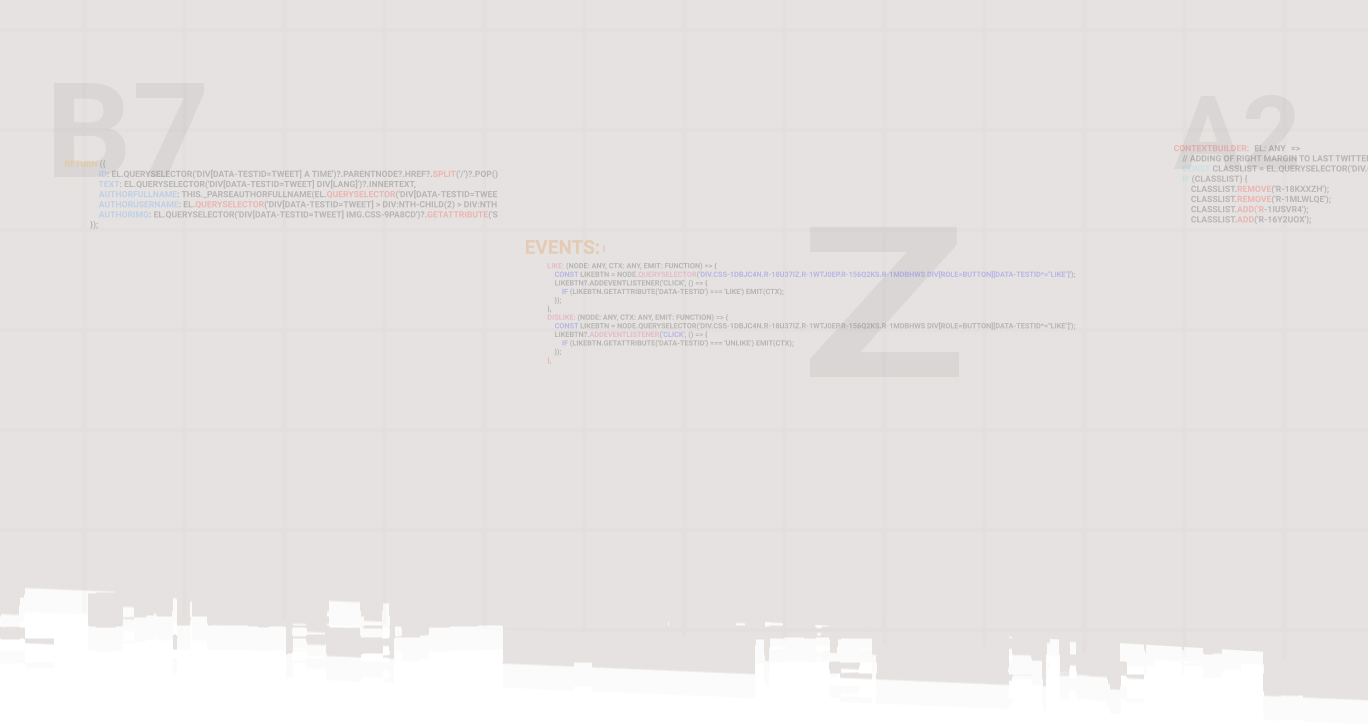 B7
A2
RETURN ({
ID: EL.QUERYSELECTOR('DIV[DATA-TESTID=TWEET] A TIME')?.PARENTNODE?.HREF?.SPLIT('/')?.POP()
TEXT: EL.QUERYSELECTOR('DIV[DATA-TESTID=TWEET] DIV[LANG]')?.INNERTEXT,
AUTHORFULLNAME: THIS._PARSEAUTHORFULLNAME(EL.QUERYSELECTOR('DIV[DATA-TESTID=TWEE
AUTHORUSERNAME: EL.QUERYSELECTOR('DIV[DATA-TESTID=TWEET] > DIV:NTH-CHILD(2) > DIV:NTH
AUTHORIMG: EL.QUERYSELECTOR('DIV[DATA-TESTID=TWEET] IMG.CSS-9PA8CD')?.GETATTRIBUTE('S
});
CONTEXTBUILDER: EL: ANY =>
// ADDING OF RIGHT MARGIN TO LAST TWITTE
CLASSLIST = EL.QUERYSELECTOR('DIV.
(CLASSLIST) {
CLASSLIST.REMOVE('R-18KXXZH');
CLASSLIST.REMOVE('R-1MLWLQE');
CLASSLIST.ADD('R-1IUSVR4');
CLASSLIST.ADD('R-16Y2UOX');
Z
EVENTS: {
LIKE: (NODE: ANY, CTX: ANY, EMIT: FUNCTION) => {
CONST LIKEBTN = NODE.QUERYSELECTOR('DIV.CSS-1DBJC4N.R-18U37IZ.R-1WTJ0EP.R-156Q2KS.R-1MDBHWS DIV[ROLE=BUTTON][DATA-TESTID*="LIKE"]');
LIKEBTN?.ADDEVENTLISTENER('CLICK', () => {
IF (LIKEBTN.GETATTRIBUTE('DATA-TESTID') === 'LIKE') EMIT(CTX);
});
},
DISLIKE: (NODE: ANY, CTX: ANY, EMIT: FUNCTION) => {
CONST LIKEBTN = NODE.QUERYSELECTOR('DIV.CSS-1DBJC4N.R-18U37IZ.R-1WTJ0EP.R-156Q2KS.R-1MDBHWS DIV[ROLE=BUTTON][DATA-TESTID*="LIKE"]');
LIKEBTN?.ADDEVENTLISTENER('CLICK', () => {
IF (LIKEBTN.GETATTRIBUTE('DATA-TESTID') === 'UNLIKE') EMIT(CTX);
});
},